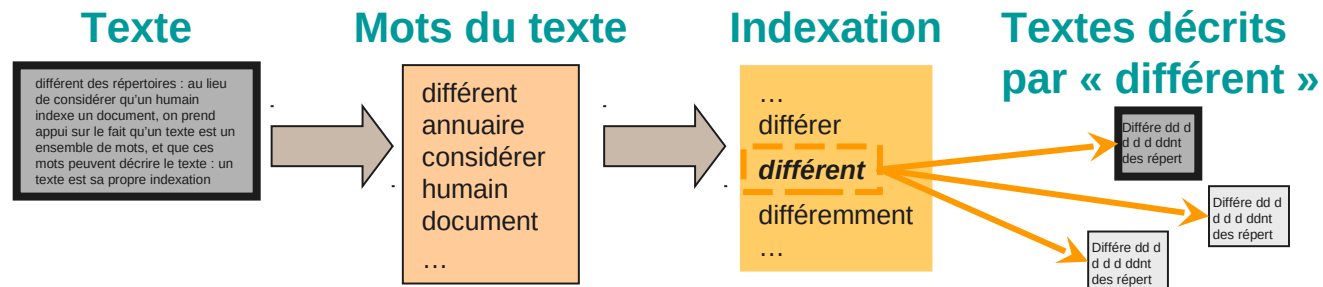 Texte
différent des répertoires : au lieu
de considérer qu'un humain
indexe un document, on prend
appui sur le fait qu'un texte est un
ensemble de mots, et que ces
mots peuvent décrire le texte : un
texte est sa propre indexation
Mots du texte
différent
annuaire
considérer
humain
document
…
Indexation
…
différer
différent
différemment
…
Textes décrits
par « différent »
Différe dd d
d d d ddnt
des répert
Différe dd d
d d d ddnt
des répert
Différe dd d
d d d ddnt
des répert